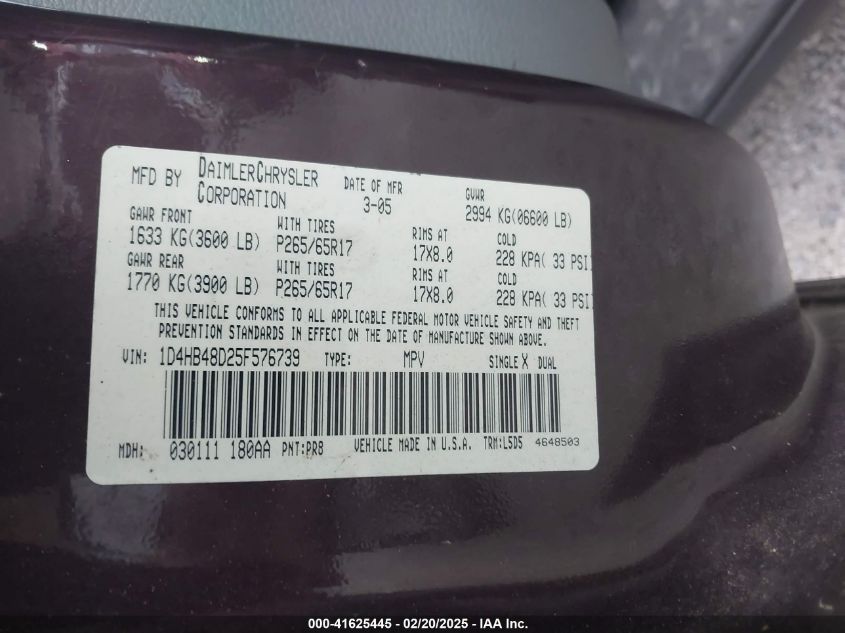 MFD BY DAIMLERCHRYSLER CORPORATION DATE OF MFR 3-05 GVWR 2994 KG(06600 LB)
GAWR FRONT WITH TIRES RIMS AT COLD
1633 KG(3600 LB) P265/65R17 17X8.0 228 KPA( 33 PSI)
GAWR REAR WITH TIRES RIMS AT COLD
1770 KG(3900 LB) P265/65R17 17X8.0 228 KPA( 33 PSI)
THIS VEHICLE CONFORMS TO ALL APPLICABLE FEDERAL MOTOR VEHICLE SAFETY AND THEFT
PREVENTION STANDARDS IN EFFECT ON THE DATE OF MANUFACTURE SHOWN ABOVE.
VIN: 1D4HB48D25F576739 TYPE: MPV SINGLE X DUAL
MDH: 030111 180AA PNT:PR8 VEHICLE MADE IN U.S.A. TRM:L5D5 4648503
000-41625445 - 02/20/2025 - IAA Inc.